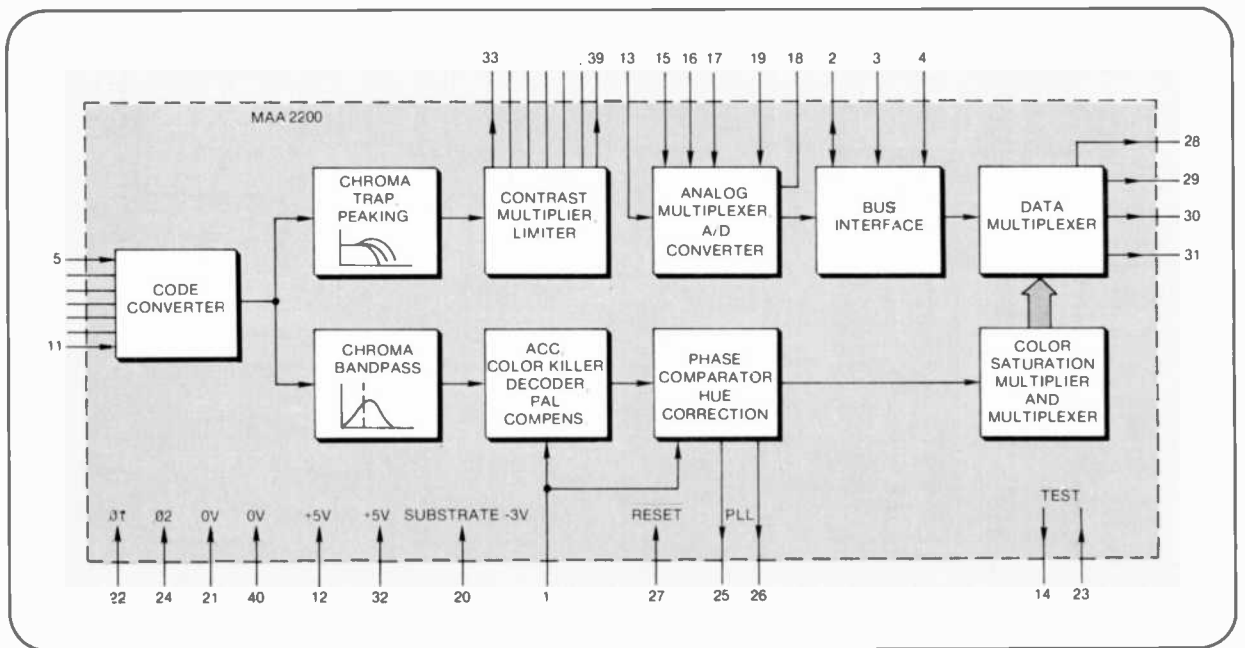 33 39 13 15 16 17 19 18 2 3 4
MAA 2200
28
29
30
31
CHROMA
TRAP,
PEAKING
CONTRAST
MULTIPLIER,
LIMITER
ANALOG
MULTIPLEXER,
A/D
CONVERTER
BUS
INTERFACE
DATA
MULTIPLEXER
5
11
CODE
CONVERTER
CHROMA
BANDPASS
ACC,
COLOR KILLER
DECODER,
PAL
COMPENS
PHASE
COMPARATOR
HUE
CORRECTION
COLOR
SATURATION
MULTIPLIER
AND
MULTIPLEXER
Ø1 Ø2 0V 0V +5V +5V SUBSTRATE -3V RESET PLL TEST
22 24 21 40 12 32 20 1 27 25 26 14 23